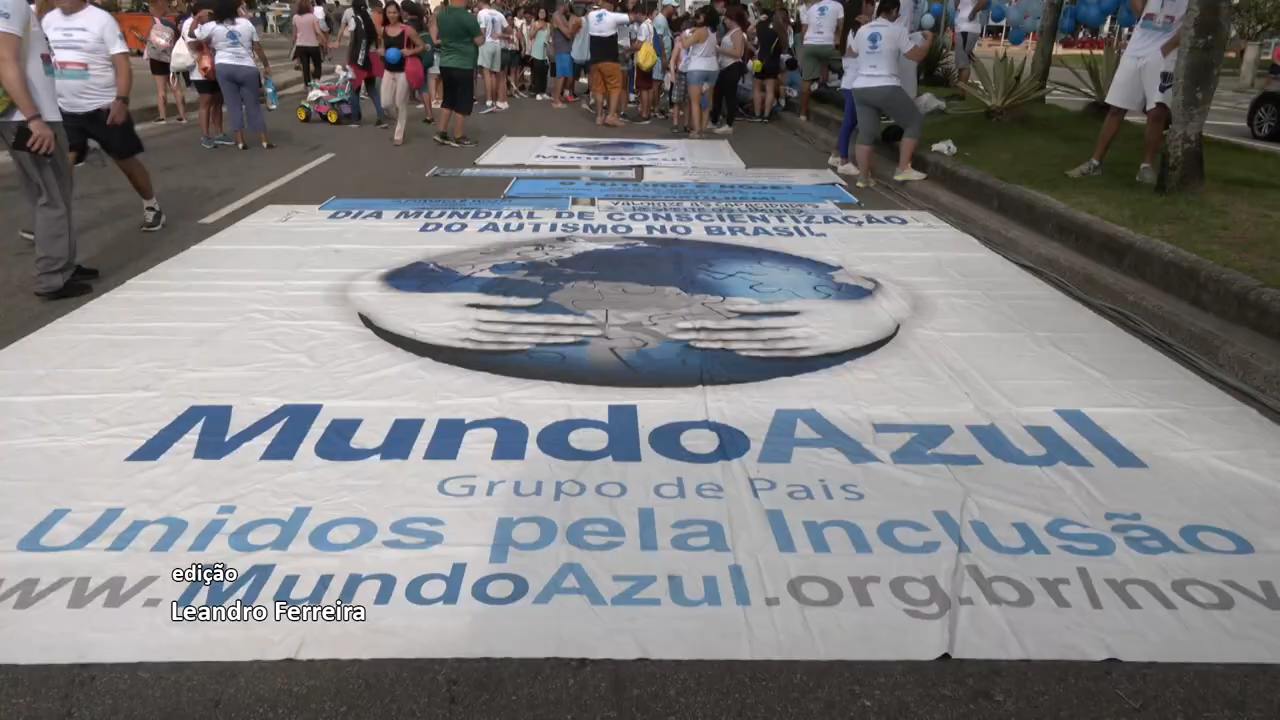 MundoAzul
DIA MUNDIAL DE CONSCIENTIZAÇÃO
DO AUTISMO NO BRASIL
MundoAzul
Grupo de Pais
Unidos pela Inclusão
www.MundoAzul.org.br/nov
edição
Leandro Ferreira